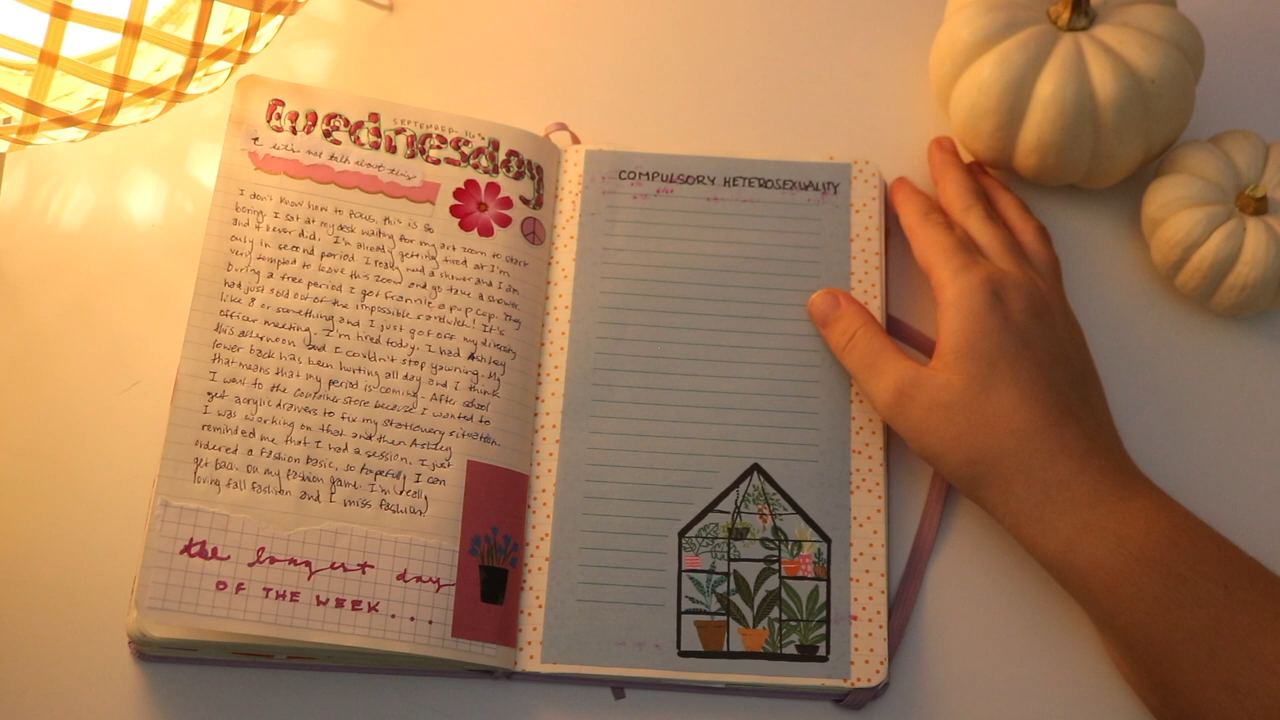 SEPTEMBER 16th
wednesday
let's not talk about this
I don't know how to focus, this is so
boring. I sat at my desk waiting for my art zoom to start
and it never did. I'm already getting tired at I'm
only in second period. I really need a shower and I am
very tempted to leave this zoom and go take a shower.
During a free period I got Frannie a pup cup. They
had just sold out of the impossible sandwich! It's
like 8 or something and I just got off my diversity
officer meeting. I'm tired today. I had Ashley
this afternoon and I couldn't stop yawning. My
lower back has been hurting all day and I think
that means that my period is coming. After school
I went to the Container Store because I wanted to
get acrylic drawers to fix my stationery situation.
I was working on that and then Ashley
reminded me that I had a session. I just
ordered a fashion basic, so hopefully I can
get back on my fashion game. I'm really
loving fall fashion and I miss fashion.
the longest day
OF THE WEEK....
COMPULSORY HETEROSEXUALITY